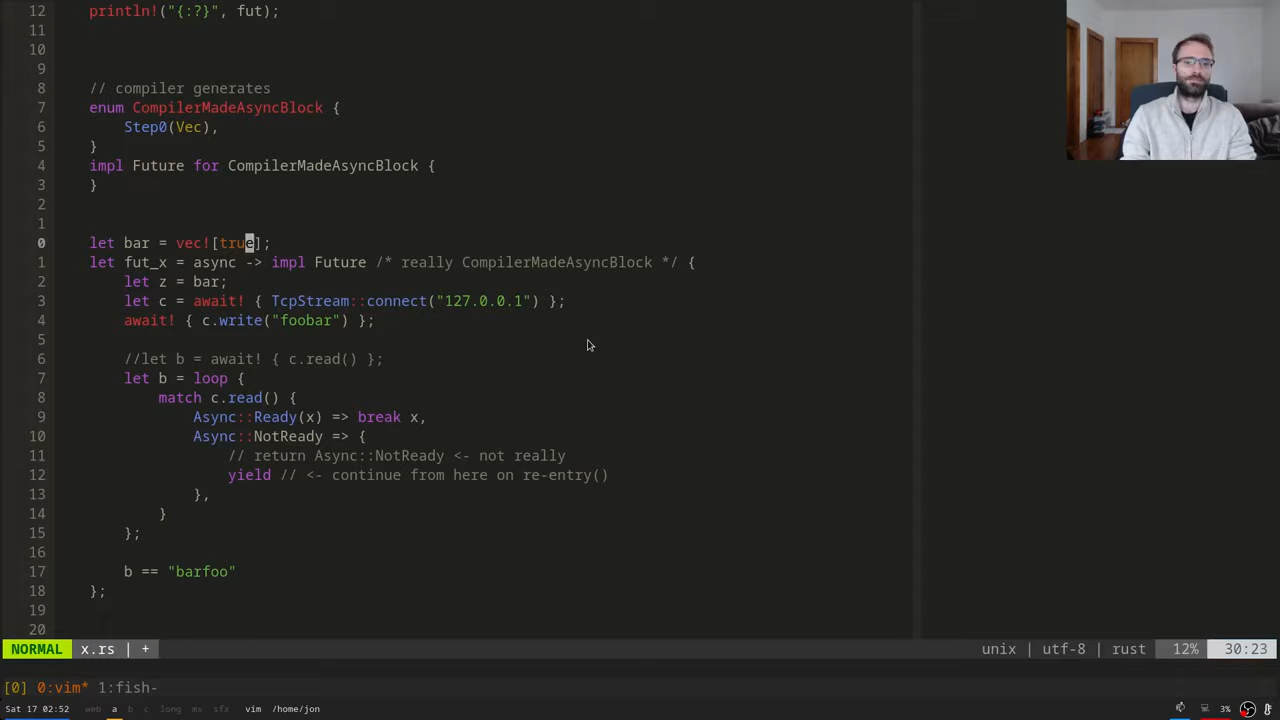 12 println!("{:?}", fut);
11
10
9
8 // compiler generates
7 enum CompilerMadeAsyncBlock {
6 Step0(Vec),
5 }
4 impl Future for CompilerMadeAsyncBlock {
3 }
2
1
0 let bar = vec![true];
1 let fut_x = async -> impl Future /* really CompilerMadeAsyncBlock */ {
2 let z = bar;
3 let c = await! { TcpStream::connect("127.0.0.1") };
4 await! { c.write("foobar") };
5
6 //let b = await! { c.read() };
7 let b = loop {
8 match c.read() {
9 Async::Ready(x) => break x,
10 Async::NotReady => {
11 // return Async::NotReady <- not really
12 yield // <- continue from here on re-entry()
13 },
14 }
15 };
16
17 b == "barfoo"
18 };
19
20
NORMAL x.rs | + unix | utf-8 | rust 12% 30:23
[0] 0:vim* 1:fish-
Sat 17 02:52 web a b c long mx sfx vim /home/jon 3%